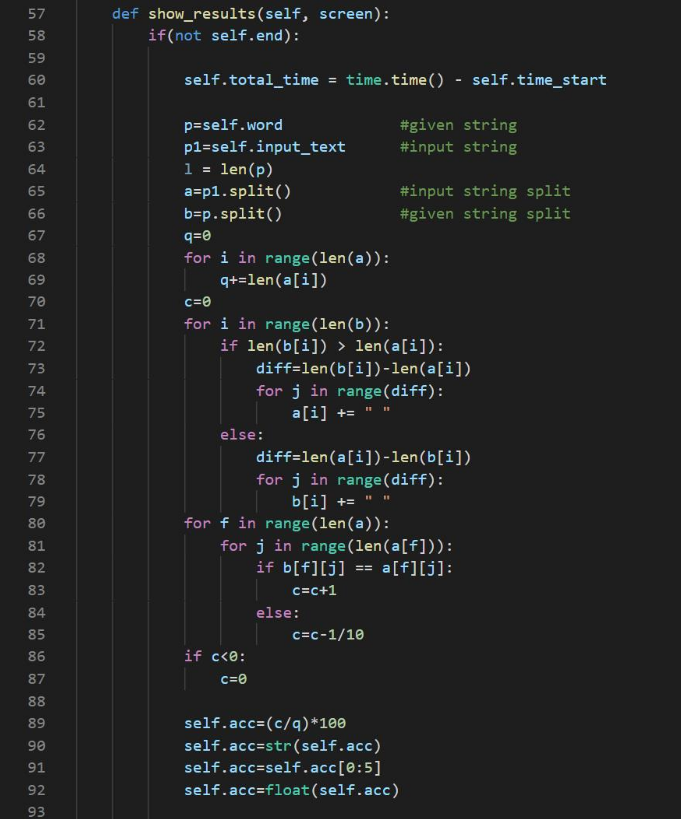 57 def show_results(self, screen):
58 if(not self.end):
59
60 self.total_time = time.time() - self.time_start
61
62 p=self.word #given string
63 p1=self.input_text #input string
64 l = len(p)
65 a=p1.split() #input string split
66 b=p.split() #given string split
67 q=0
68 for i in range(len(a)):
69 q+=len(a[i])
70 c=0
71 for i in range(len(b)):
72 if len(b[i]) > len(a[i]):
73 diff=len(b[i])-len(a[i])
74 for j in range(diff):
75 a[i] += " "
76 else:
77 diff=len(a[i])-len(b[i])
78 for j in range(diff):
79 b[i] += " "
80 for f in range(len(a)):
81 for j in range(len(a[f])):
82 if b[f][j] == a[f][j]:
83 c=c+1
84 else:
85 c=c-1/10
86 if c<0:
87 c=0
88
89 self.acc=(c/q)*100
90 self.acc=str(self.acc)
91 self.acc=self.acc[0:5]
92 self.acc=float(self.acc)
93